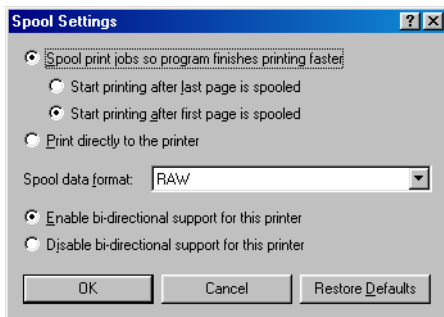 Spool Settings
Spool print jobs so program finishes printing faster
Start printing after last page is spooled
Start printing after first page is spooled
Print directly to the printer
Spool data format: RAW
Enable bi-directional support for this printer
Disable bi-directional support for this printer
OK Cancel Restore Defaults